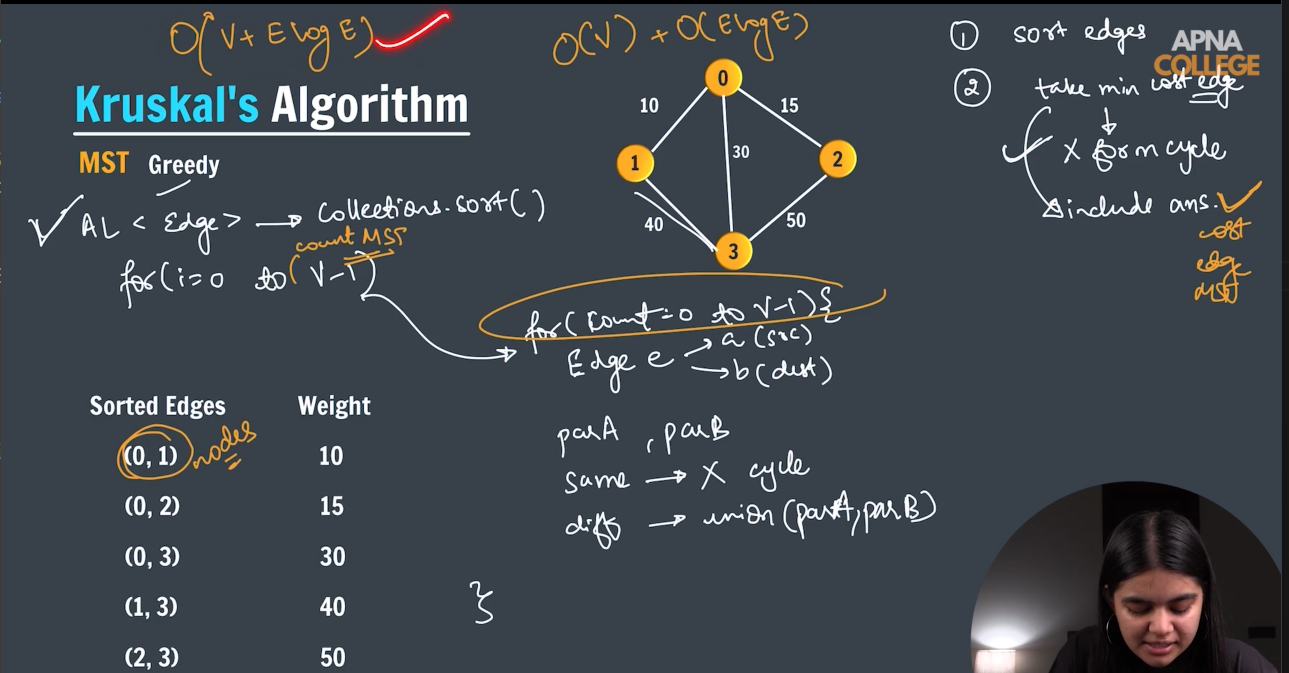 O(V + E log E)
O(V) + O(E log E)
① sort edges
APNA
COLLEGE
② take min cost edge
Kruskal's Algorithm
X form cycle
MST Greedy
include ans.
cost
edge
MST
AL < Edge > → Collections.sort()
count MST
for(i=0 to (V-1)
0
1
2
3
10
15
30
40
50
for(count=0 to V-1){
Edge e → a (src)
→ b (dest)
parA , parB
same → X cycle
diff → union(parA, parB)
}
Sorted Edges Weight
(0, 1) nodes 10
(0, 2) 15
(0, 3) 30
(1, 3) 40
(2, 3) 50